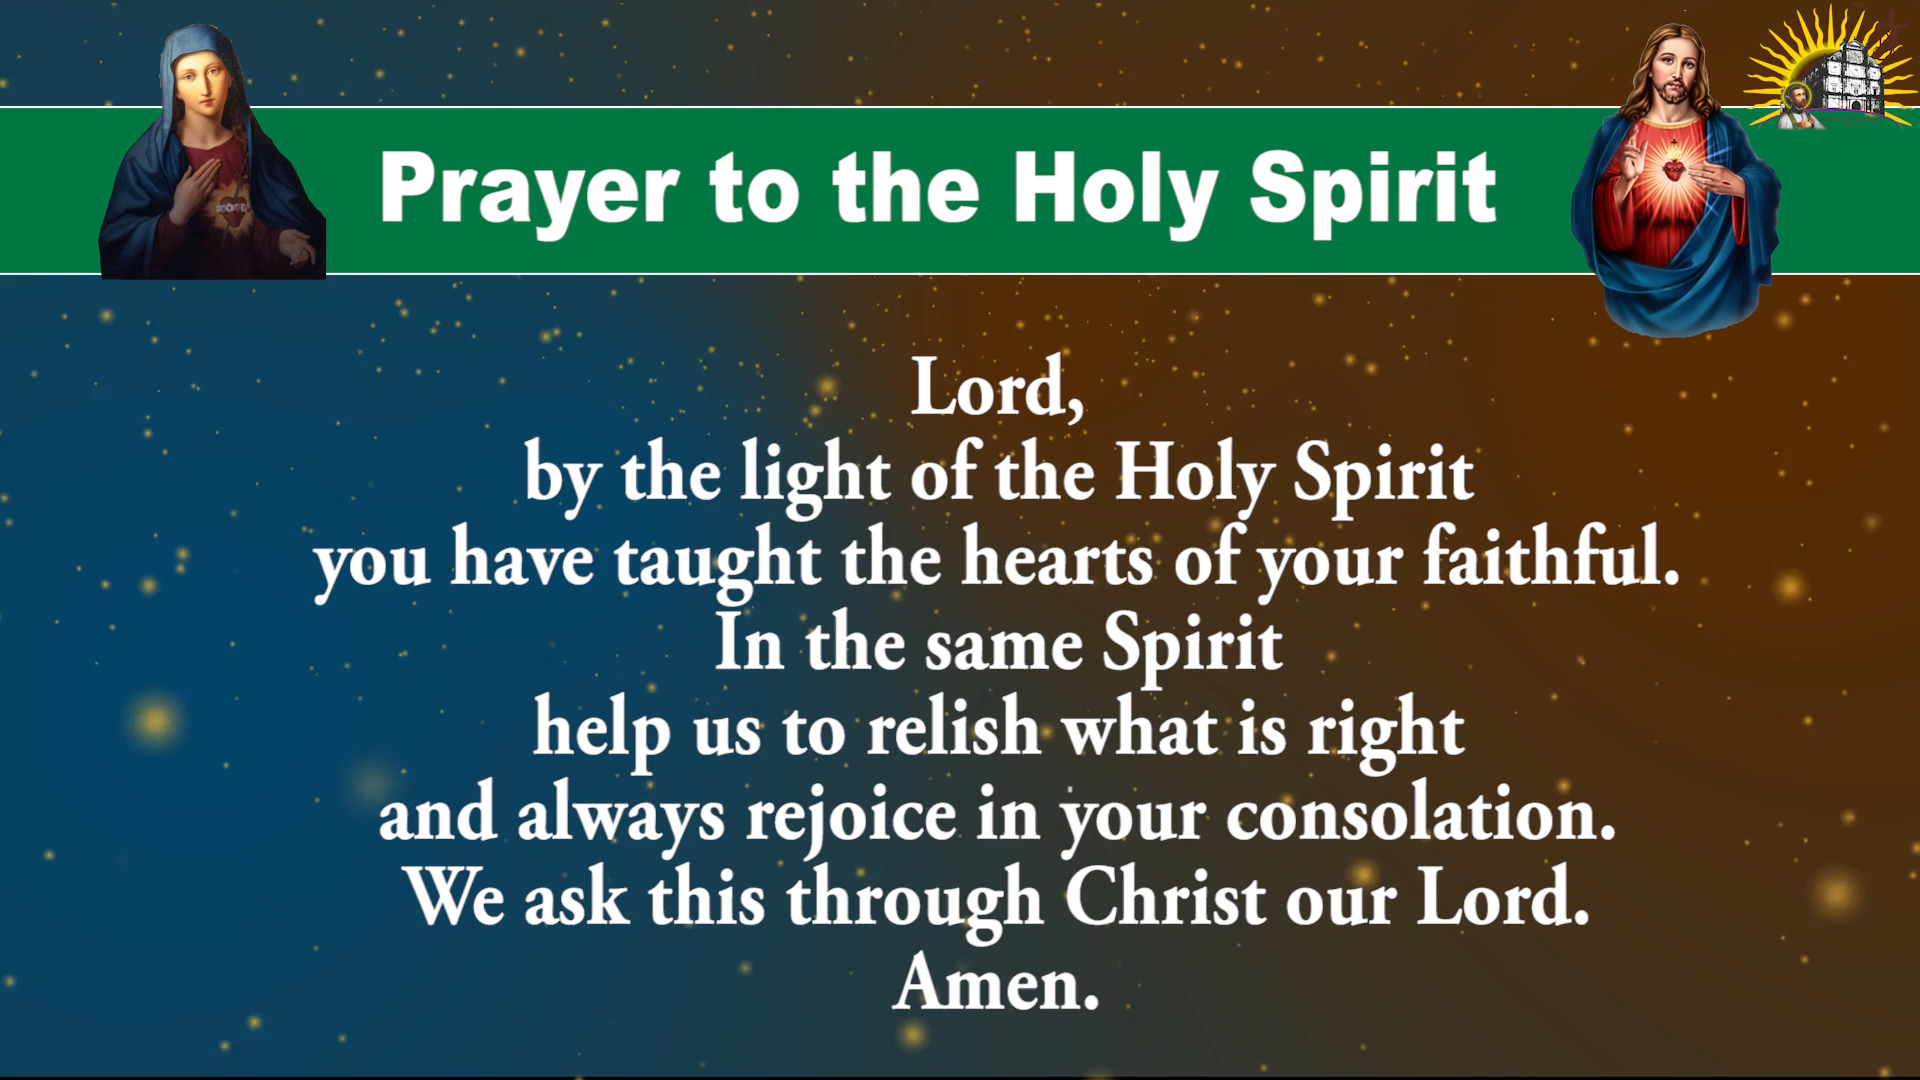 Prayer to the Holy Spirit
Lord,
by the light of the Holy Spirit
you have taught the hearts of your faithful.
In the same Spirit
help us to relish what is right
and always rejoice in your consolation.
We ask this through Christ our Lord.
Amen.